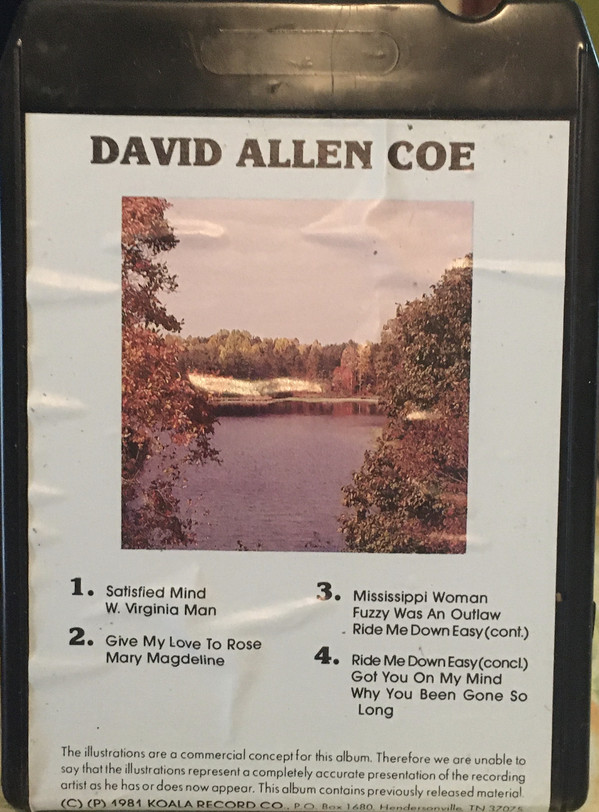 DAVID ALLEN COE
1. Satisfied Mind
W. Virginia Man
2. Give My Love To Rose
Mary Magdeline
3. Mississippi Woman
Fuzzy Was An Outlaw
Ride Me Down Easy (cont.)
4. Ride Me Down Easy (concl.)
Got You On My Mind
Why You Been Gone So
Long
The illustrations are a commercial concept for this album. Therefore we are unable to
say that the illustrations represent a completely accurate presentation of the recording
artist as he has or does now appear. This album contains previously released material.
(C) (P) 1981 KOALA RECORD CO., P.O. Box 1680, Hendersonville, TN 37075